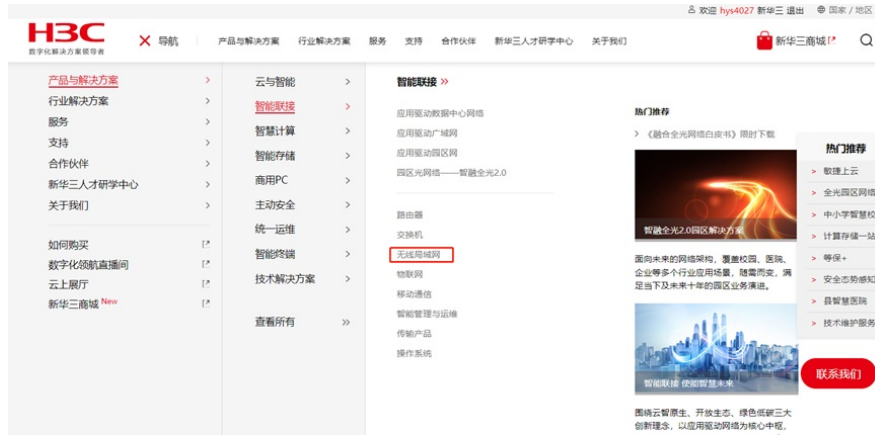 欢迎 hys4027 新华三 退出 国家 / 地区
H3C
数字化解决方案领导者
导航
产品与解决方案 行业解决方案 服务 支持 合作伙伴 新华三人才研学中心 关于我们
新华三商城
产品与解决方案
行业解决方案
服务
支持
合作伙伴
新华三人才研学中心
关于我们
如何购买
数字化领航直播间
云上展厅
新华三商城 New
云与智能
智能联接
智慧计算
智能存储
商用PC
主动安全
统一运维
智能终端
技术解决方案
查看所有
智能联接
应用驱动数据中心网络
应用驱动广域网
应用驱动园区网
园区光网络——智融全光2.0
路由器
交换机
无线局域网
物联网
移动通信
智能管理与运维
传输产品
操作系统
热门推荐
《融合全光网络白皮书》限时下载
智融全光2.0园区解决方案
面向未来的网络架构，覆盖校园、医院、
企业等多个行业应用场景，随需而变，满
足当下及未来十年的园区业务演进。
智能联接 使能智慧未来
围绕云智原生、开放生态、绿色低碳三大
创新理念，以应用驱动网络为核心中枢，
热门推荐
敏捷上云
全光园区网络
中小学智慧校
计算存储一站
等保+
安全态势感知
县智慧医院
技术维护服务
联系我们